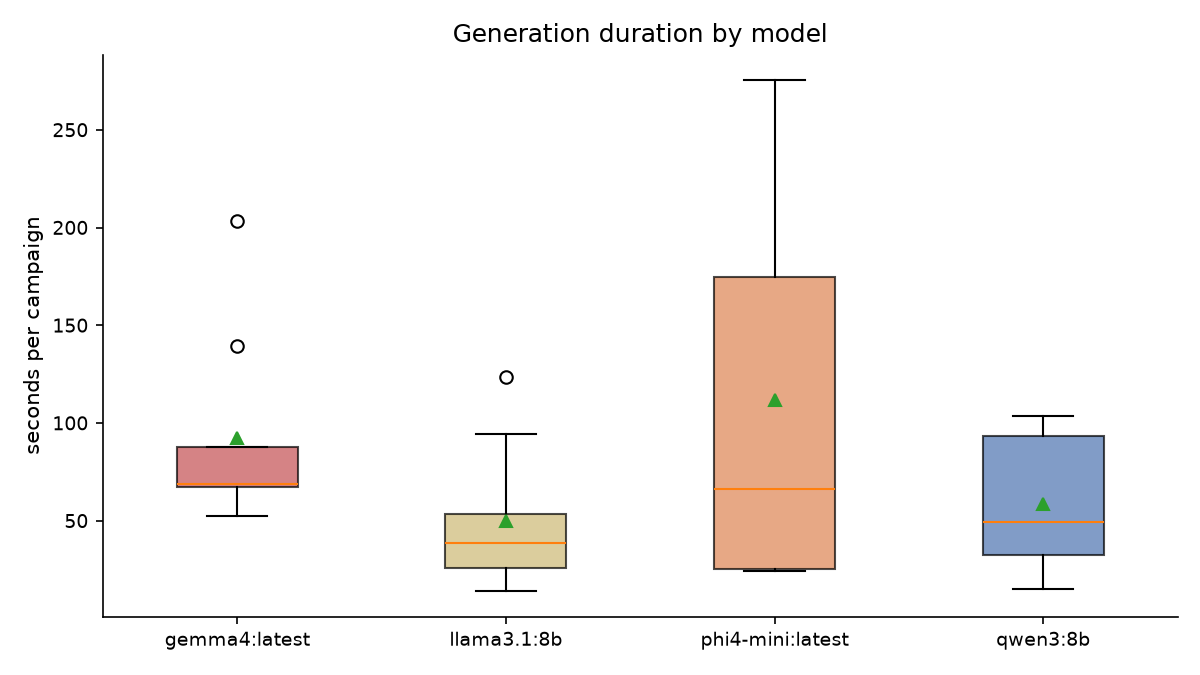 Generation duration by model
seconds per campaign
250
200
150
100
50
gemma4:latest
llama3.1:8b
phi4-mini:latest
qwen3:8b